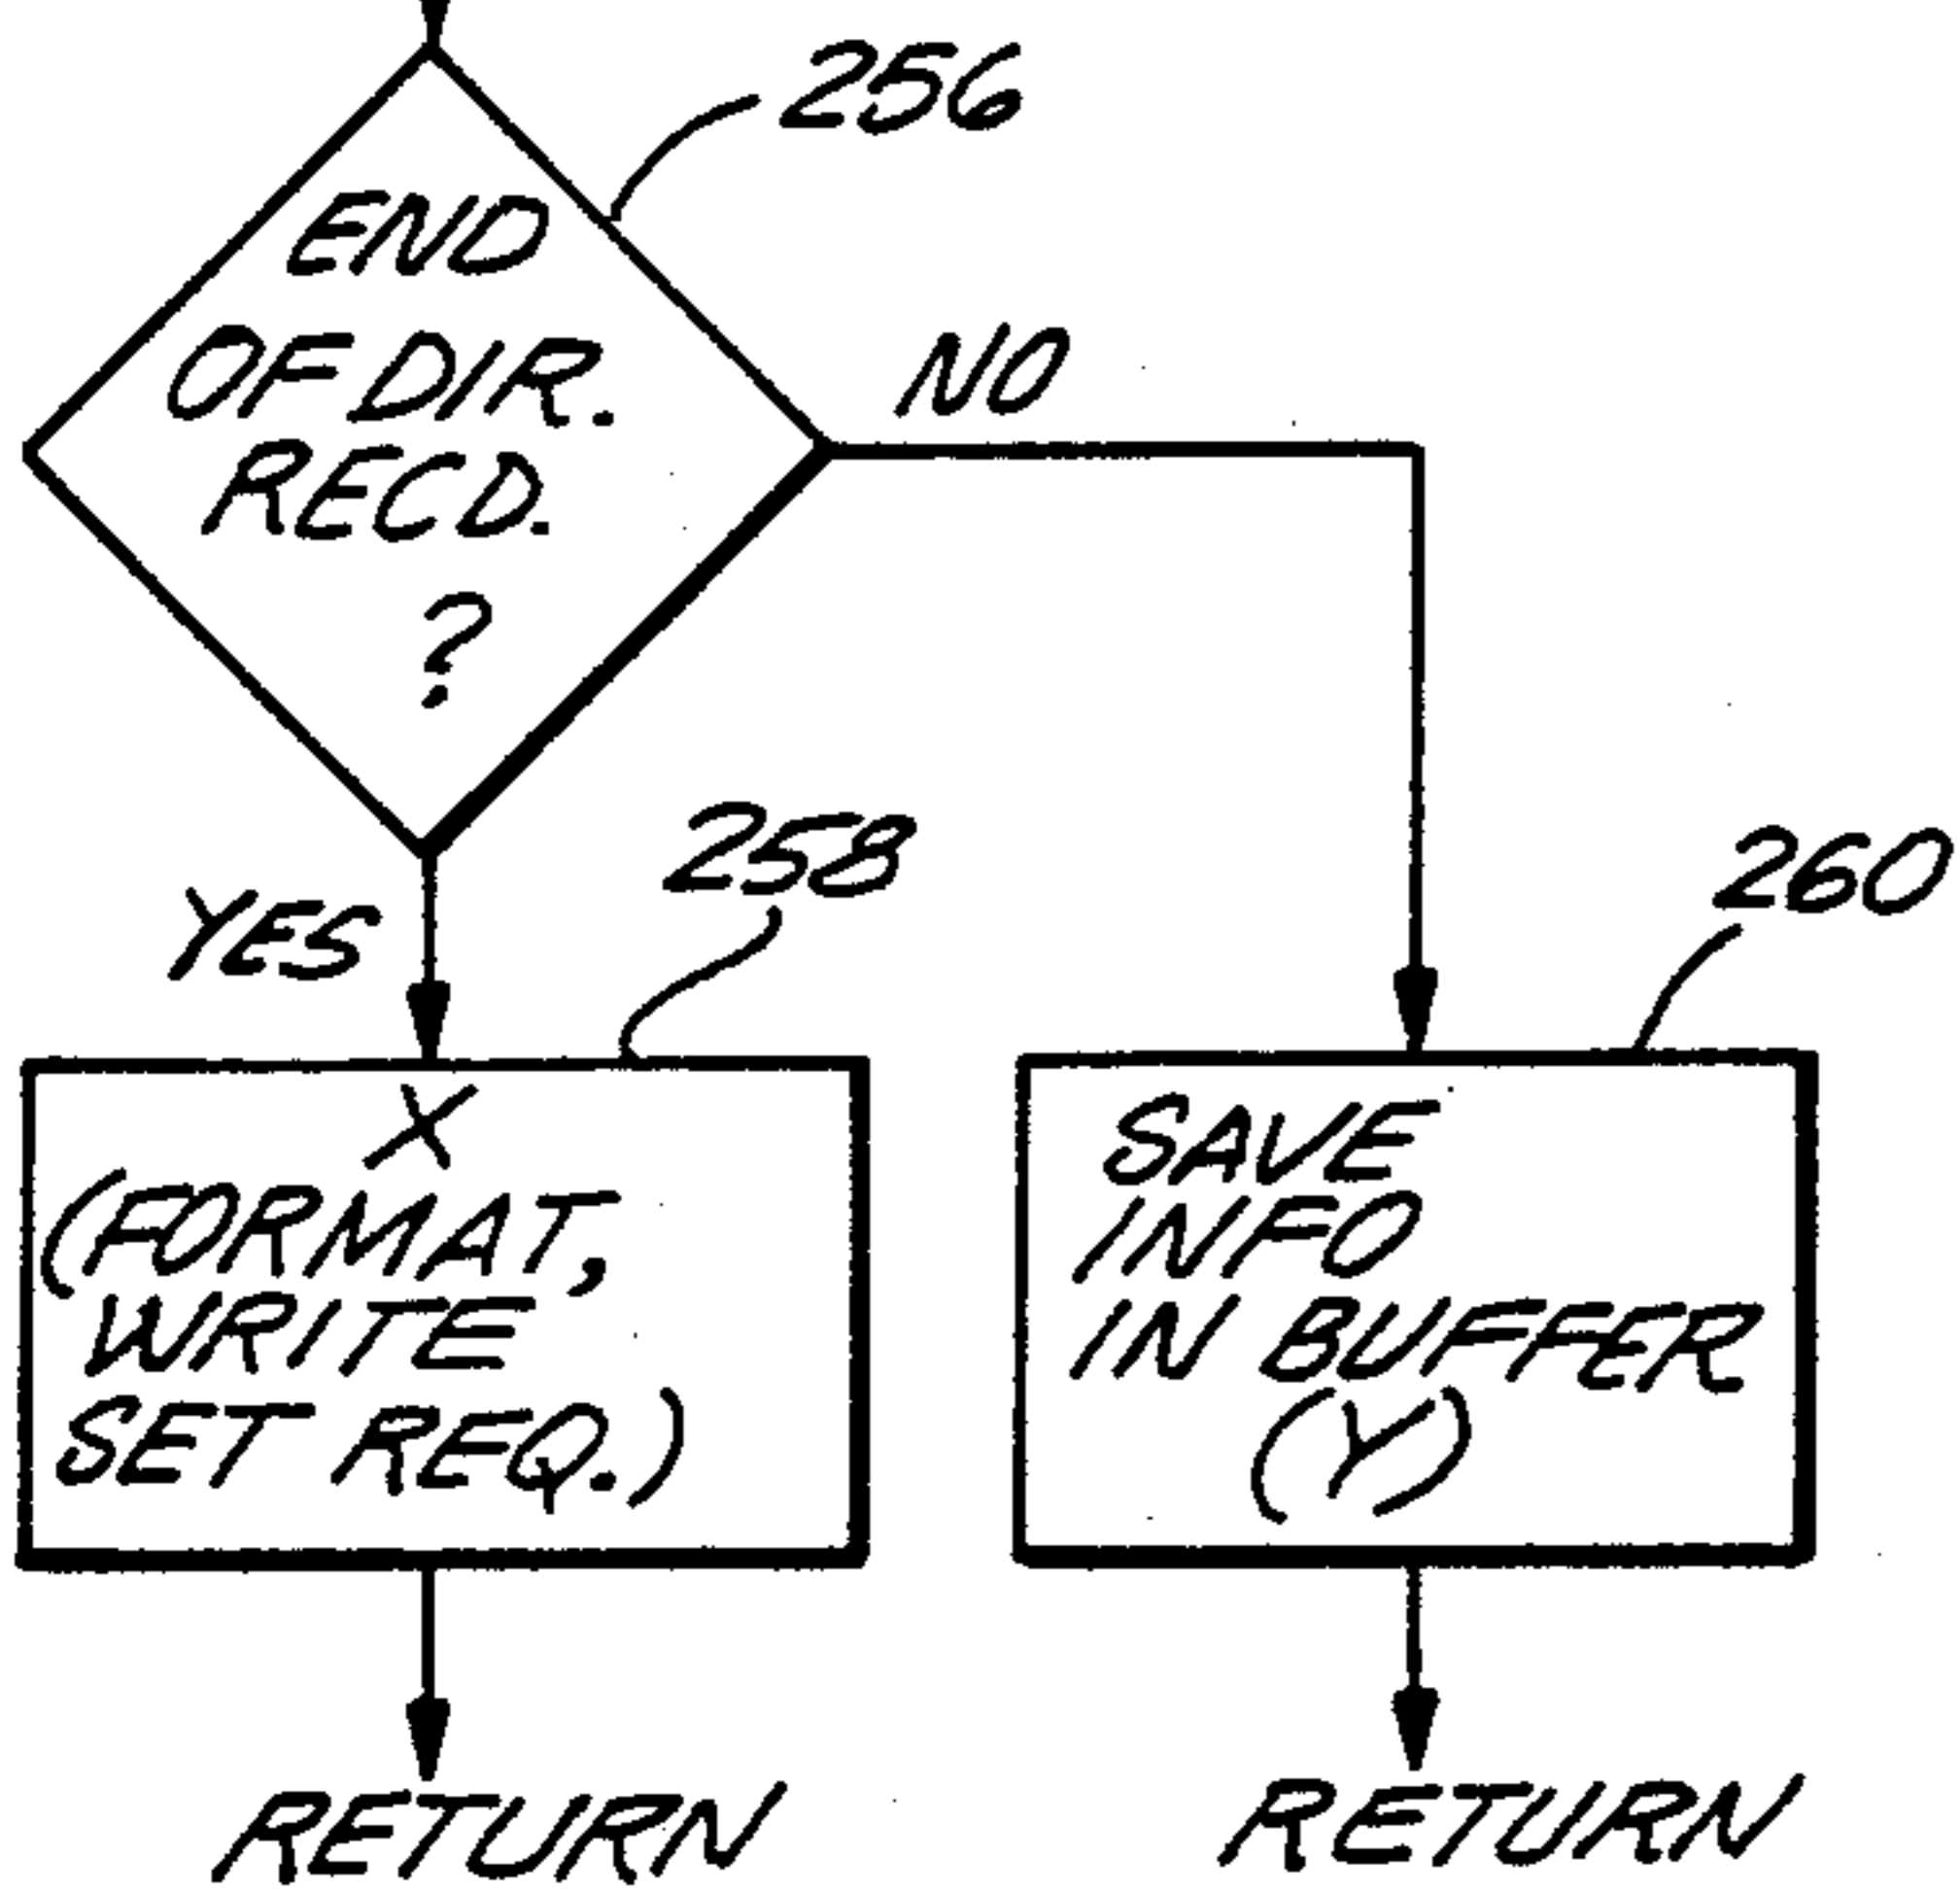 256
END
OF DIR.
RECD.
?
NO
YES
258
260
X
(FORMAT,
WRITE
SET REQ.)
SAVE
INFO
IN BUFFER
(Y)
RETURN
RETURN